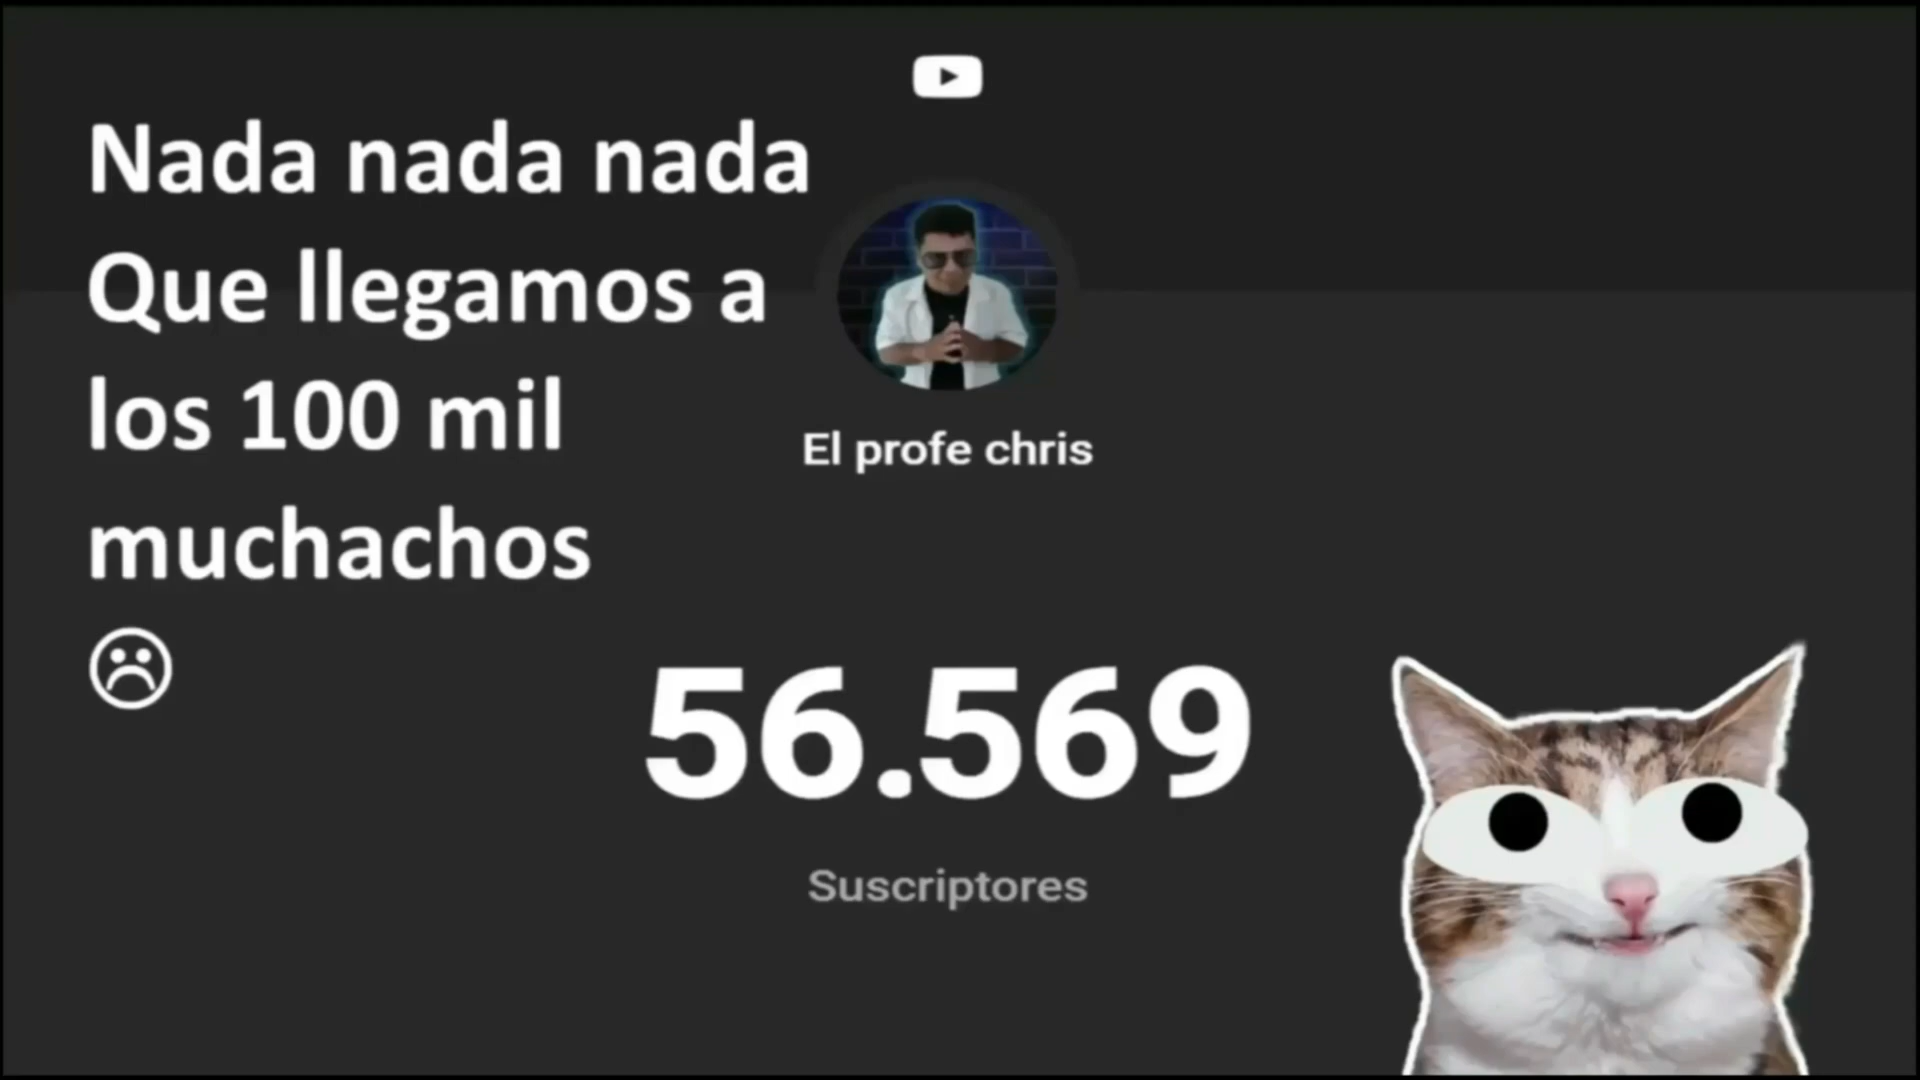 Nada nada nada
Que llegamos a
los 100 mil
muchachos
☹
El profe chris
56.569
Suscriptores